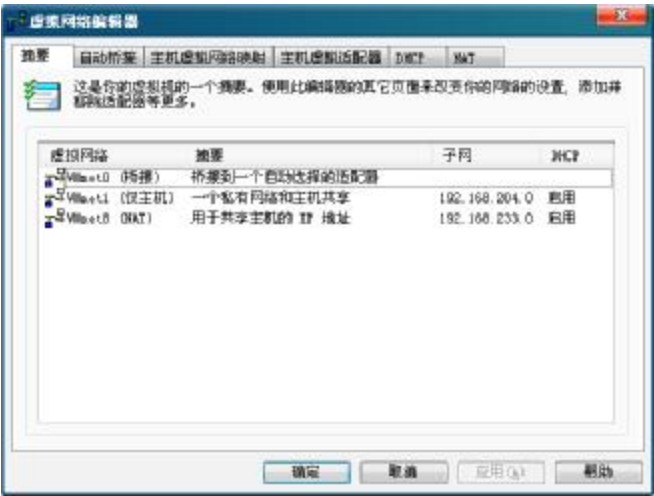 虚拟网络编辑器
摘要 自动桥接 主机虚拟网络映射 主机虚拟适配器 DHCP NAT
这是你的虚拟机的一个摘要。使用此编辑器的其它页面来改变你的网络的设置，添加并
移除适配器等更多。
虚拟网络 摘要 子网 DHCP
VMnet0 (桥接) 桥接到一个自动选择的适配器
VMnet1 (仅主机) 一个私有网络和主机共享 192.168.204.0 启用
VMnet8 (NAT) 用于共享主机的 IP 地址 192.168.233.0 启用
确定 取消 应用(A) 帮助